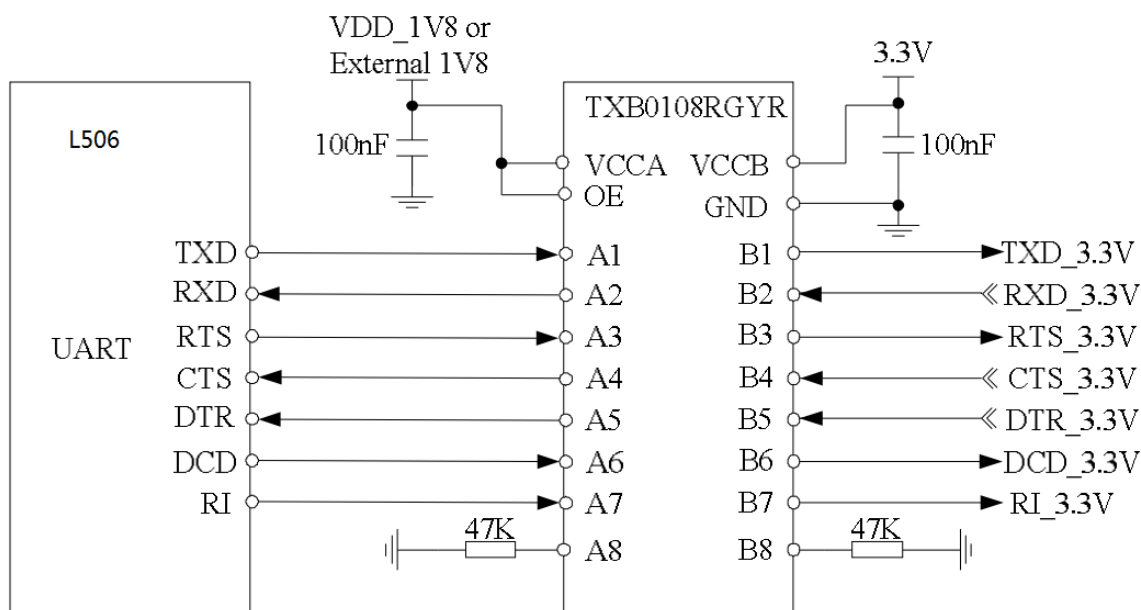 VDD_1V8 or
External 1V8
3.3V
L506
TXB0108RGYR
100nF
100nF
VCCA
VCCB
OE
GND
TXD
A1
B1
TXD_3.3V
RXD
A2
B2
RXD_3.3V
RTS
A3
B3
RTS_3.3V
UART
CTS
A4
B4
CTS_3.3V
DTR
A5
B5
DTR_3.3V
DCD
A6
B6
DCD_3.3V
RI
A7
B7
RI_3.3V
47K
47K
A8
B8